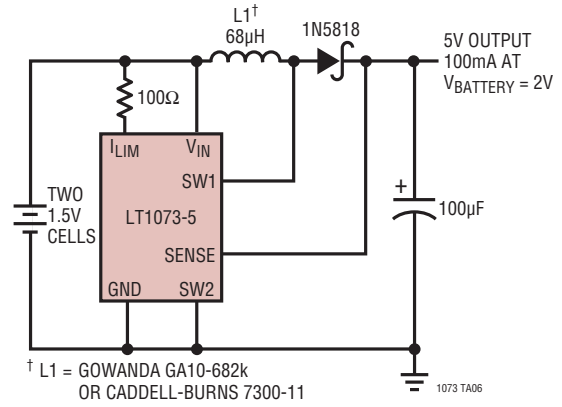 L1†
68µH
1N5818
5V OUTPUT
100mA AT
VBATTERY = 2V
100Ω
ILIM
VIN
SW1
TWO
1.5V
CELLS
LT1073-5
+
100µF
SENSE
GND
SW2
† L1 = GOWANDA GA10-682k
OR CADDELL-BURNS 7300-11
1073 TA06